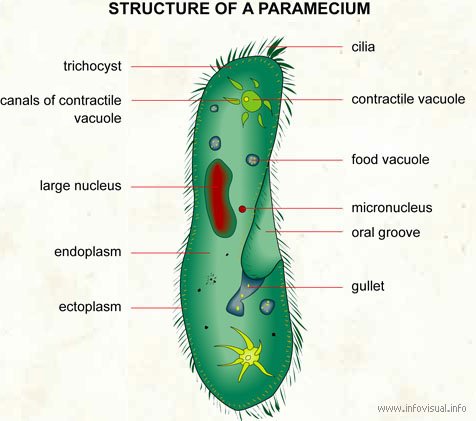 STRUCTURE OF A PARAMECIUM
cilia
trichocyst
canals of contractile
vacuole
contractile vacuole
food vacuole
large nucleus
micronucleus
oral groove
endoplasm
gullet
ectoplasm
www.infovisual.info